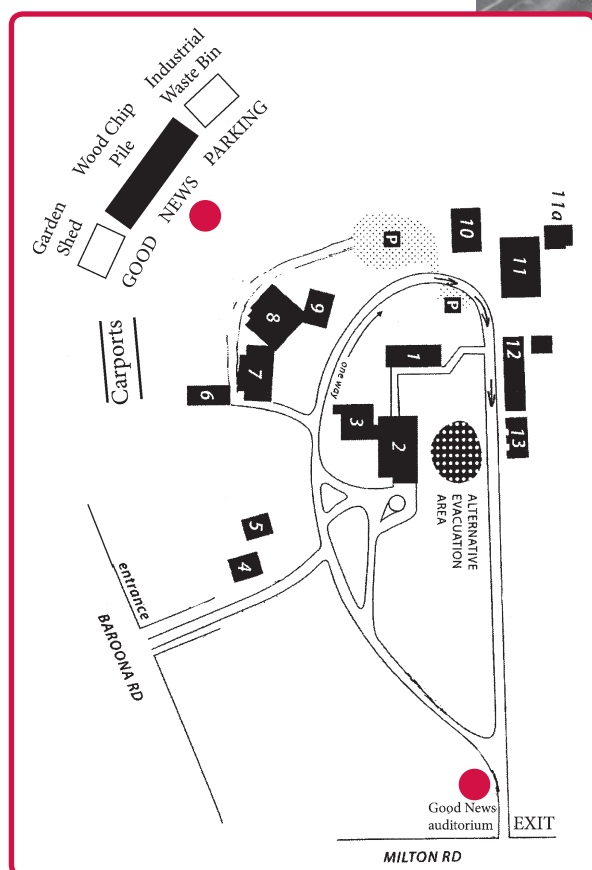 Industrial
Waste Bin
Wood Chip
Pile
Garden
Shed
GOOD NEWS PARKING
Carports
P
P
10
11a
11
9
8
7
6
1
12
13
3
2
one way
ALTERNATIVE
EVACUATION
AREA
5
4
entrance
BAROONA RD
Good News
auditorium
EXIT
MILTON RD